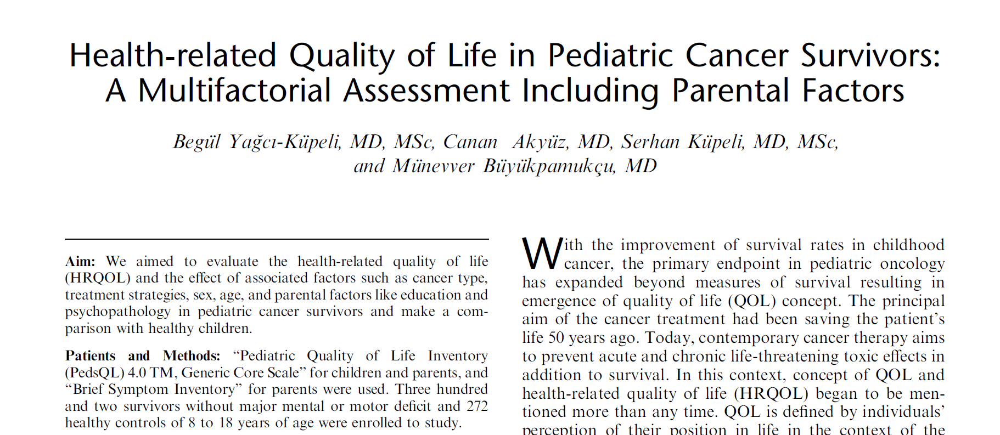 Health-related Quality of Life in Pediatric Cancer Survivors:
A Multifactorial Assessment Including Parental Factors
Begül Yağcı-Küpeli, MD, MSc, Canan Akyüz, MD, Serhan Küpeli, MD, MSc,
and Münevver Büyükpamukçu, MD
Aim: We aimed to evaluate the health-related quality of life
(HRQOL) and the effect of associated factors such as cancer type,
treatment strategies, sex, age, and parental factors like education and
psychopathology in pediatric cancer survivors and make a com-
parison with healthy children.
Patients and Methods: “Pediatric Quality of Life Inventory
(PedsQL) 4.0 TM, Generic Core Scale” for children and parents, and
“Brief Symptom Inventory” for parents were used. Three hundred
and two survivors without major mental or motor deficit and 272
healthy controls of 8 to 18 years of age were enrolled to study.
With the improvement of survival rates in childhood
cancer, the primary endpoint in pediatric oncology
has expanded beyond measures of survival resulting in
emergence of quality of life (QOL) concept. The principal
aim of the cancer treatment had been saving the patient’s
life 50 years ago. Today, contemporary cancer therapy aims
to prevent acute and chronic life-threatening toxic effects in
addition to survival. In this context, concept of QOL and
health-related quality of life (HRQOL) began to be men-
tioned more than any time. QOL is defined by individuals’
perception of their position in life in the context of the